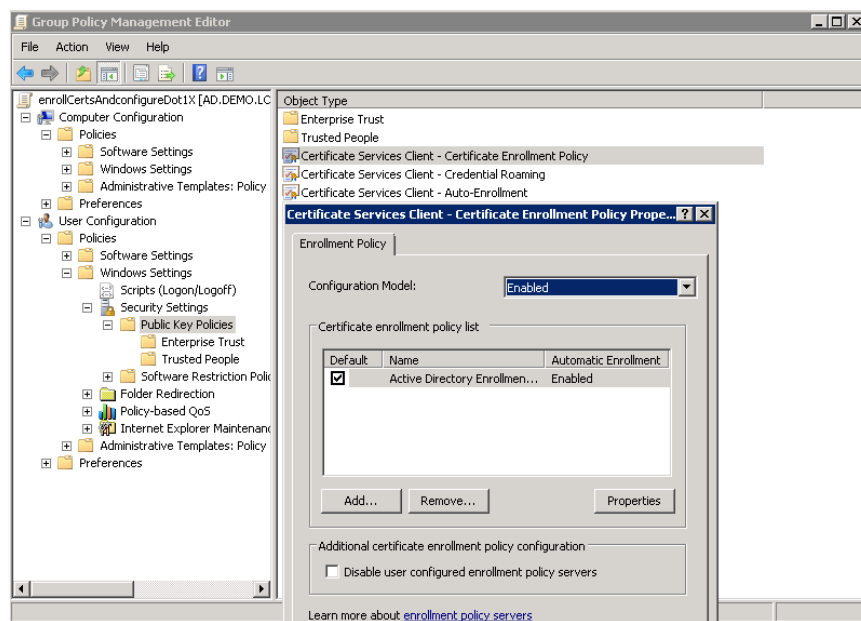 Group Policy Management Editor
File Action View Help
enrollCertsAndconfigureDot1X [AD.DEMO.LC
Computer Configuration
Policies
Software Settings
Windows Settings
Administrative Templates: Policy
Preferences
User Configuration
Policies
Software Settings
Windows Settings
Scripts (Logon/Logoff)
Security Settings
Public Key Policies
Enterprise Trust
Trusted People
Software Restriction Polic
Folder Redirection
Policy-based QoS
Internet Explorer Maintenanc
Administrative Templates: Policy
Preferences
Object Type
Enterprise Trust
Trusted People
Certificate Services Client - Certificate Enrollment Policy
Certificate Services Client - Credential Roaming
Certificate Services Client - Auto-Enrollment
Certificate Services Client - Certificate Enrollment Policy Prope...
Enrollment Policy
Configuration Model: Enabled
Certificate enrollment policy list
Default Name Automatic Enrollment
Active Directory Enrollmen... Enabled
Add... Remove... Properties
Additional certificate enrollment policy configuration
Disable user configured enrollment policy servers
Learn more about enrollment policy servers